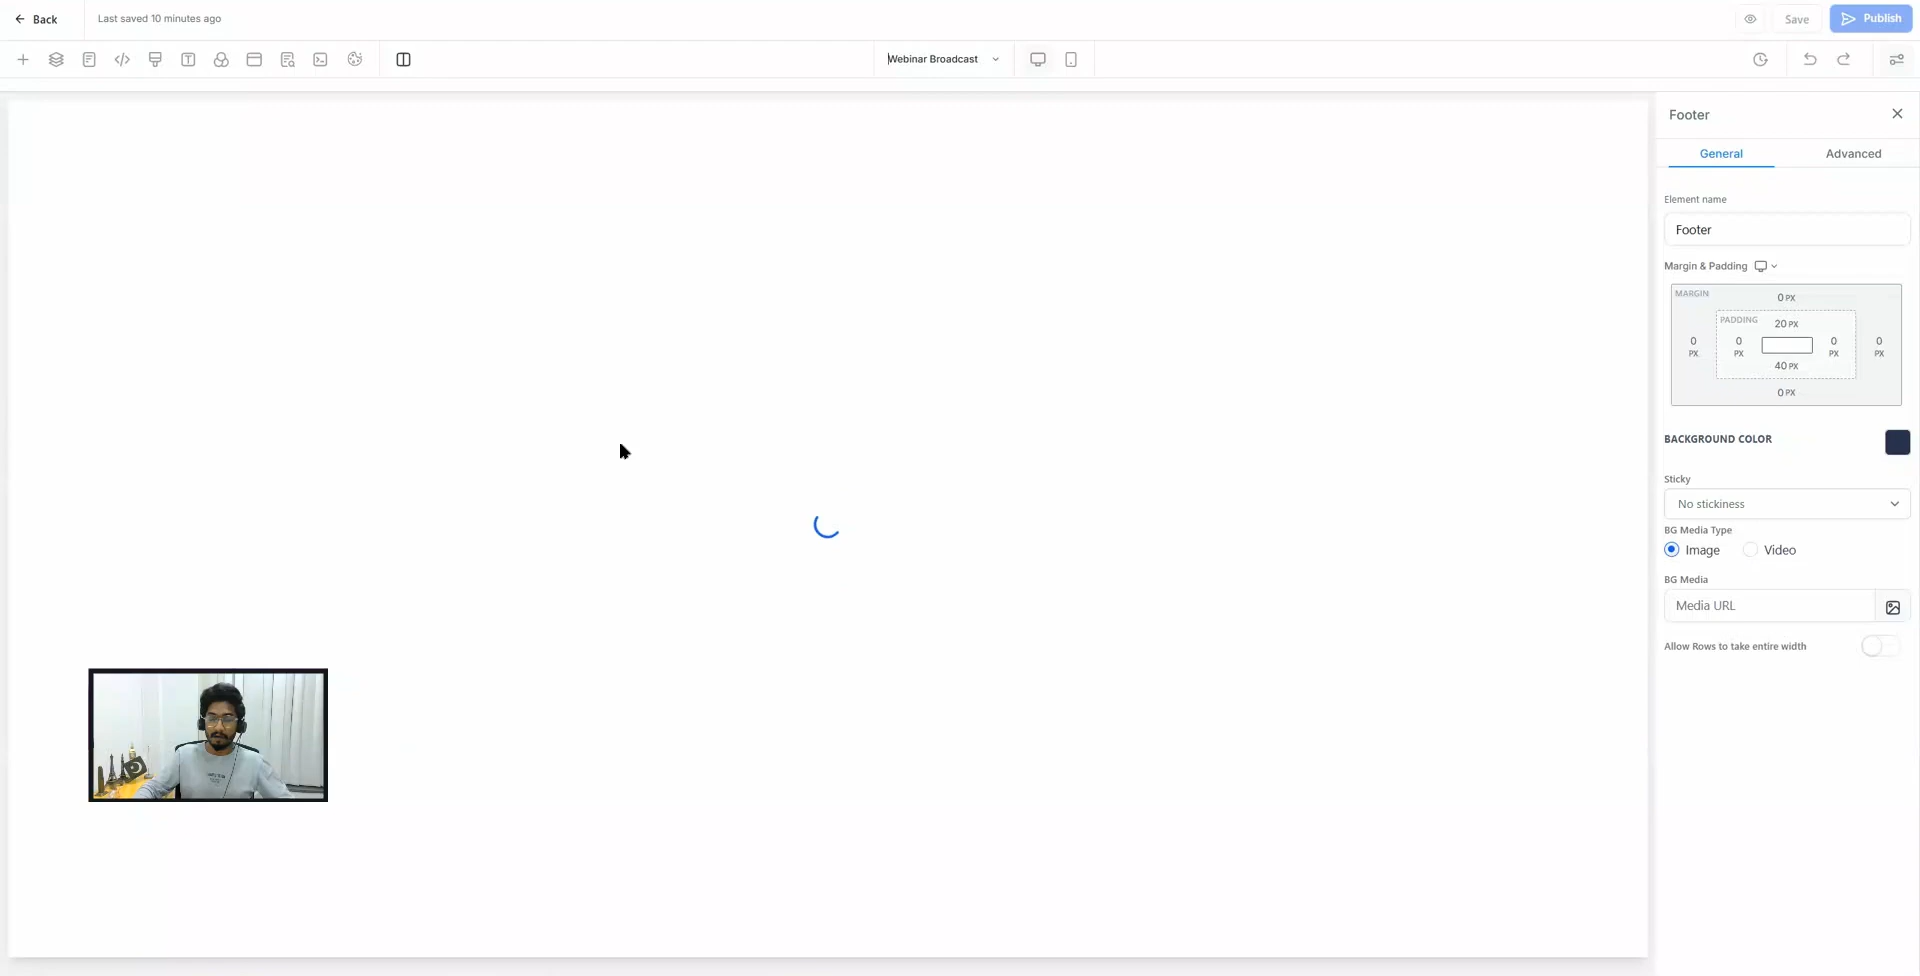 Back
Last saved 10 minutes ago
Save
Publish
Webinar Broadcast
Footer
General
Advanced
Element name
Footer
Margin & Padding
MARGIN
0 PX
PADDING
20 PX
0 PX
0 PX
0 PX
0 PX
40 PX
0 PX
BACKGROUND COLOR
Sticky
No stickiness
BG Media Type
Image
Video
BG Media
Media URL
Allow Rows to take entire width